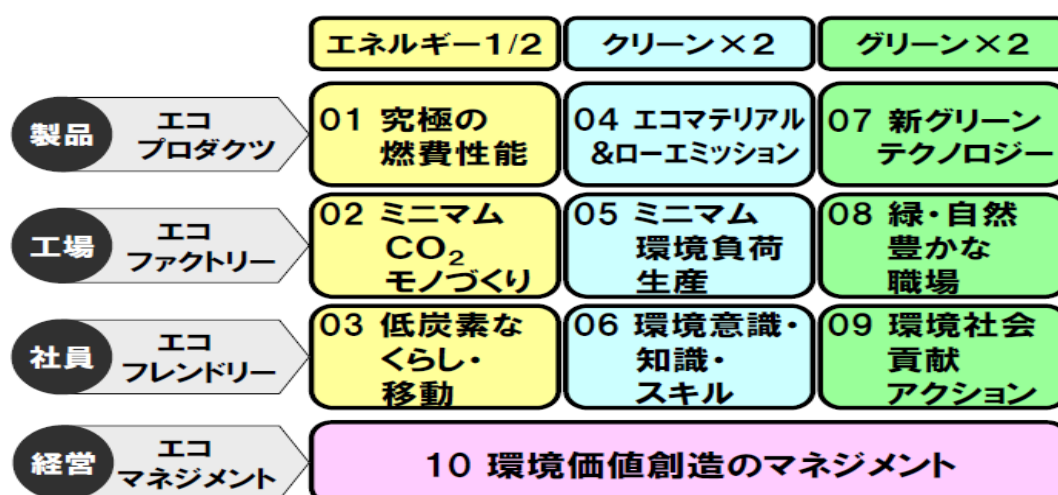 エネルギー1/2
クリーン×2
グリーン×2
製品
エコ
プロダクツ
01 究極の
燃費性能
04 エコマテリアル
&ローエミッション
07 新グリーン
テクノロジー
工場
エコ
ファクトリー
02 ミニマム
CO₂
モノづくり
05 ミニマム
環境負荷
生産
08 緑・自然
豊かな
職場
社員
エコ
フレンドリー
03 低炭素な
くらし・
移動
06 環境意識・
知識・
スキル
09 環境社会
貢献
アクション
経営
エコ
マネジメント
10 環境価値創造のマネジメント